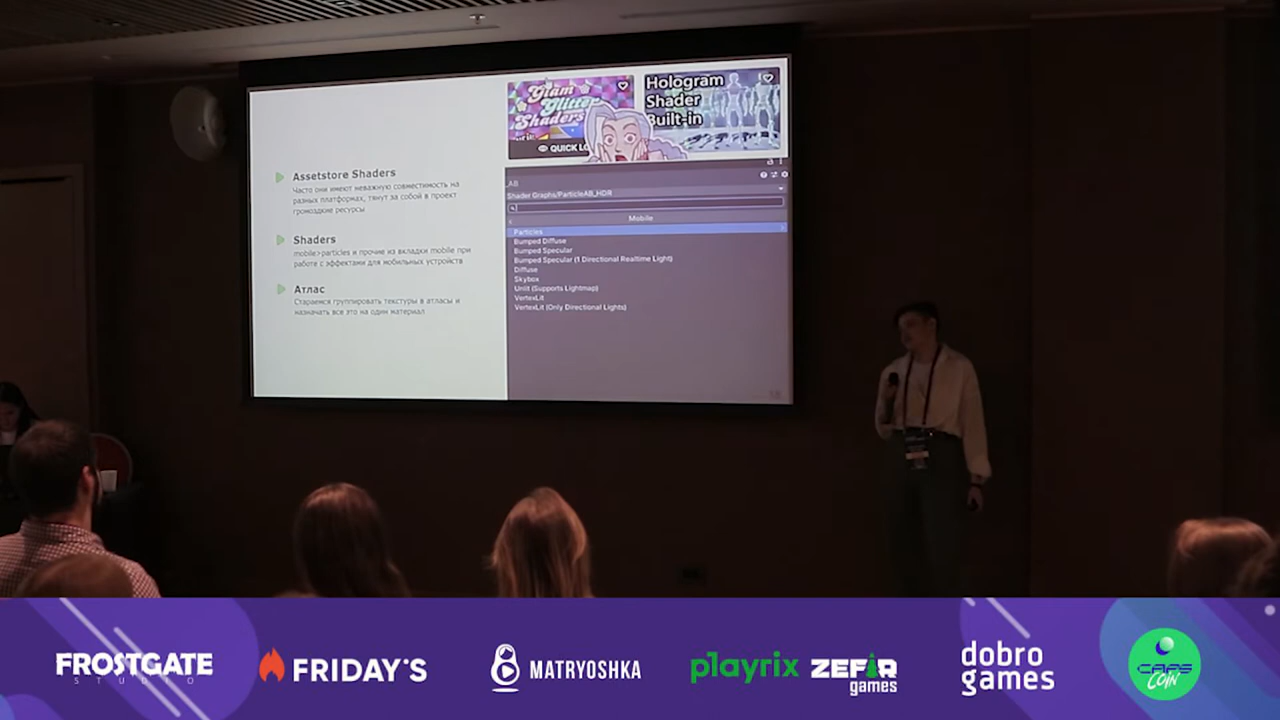 Assetstore Shaders
Часто они имеют неважную совместимость на
разных платформах, тянут за собой в проект
громоздкие ресурсы
Shaders
mobile>particles и прочие из вкладки mobile при
работе с эффектами для мобильных устройств
Атлас
Стараемся группировать текстуры в атласы и
назначать все это на один материал
Glam
Glitter
Shaders
QUICK LO
Hologram
Shader
Built-in
_AB
Shader Graphs/ParticleAB_HDR
Mobile
Particles
Bumped Diffuse
Bumped Specular
Bumped Specular (1 Directional Realtime Light)
Diffuse
Skybox
Unlit (Supports Lightmap)
VertexLit
VertexLit (Only Directional Lights)
FROSTGATE
STUDIO
FRIDAY'S
MATRYOSHKA
playrix
ZEFIR
games
dobro
games
CAPS
COIN